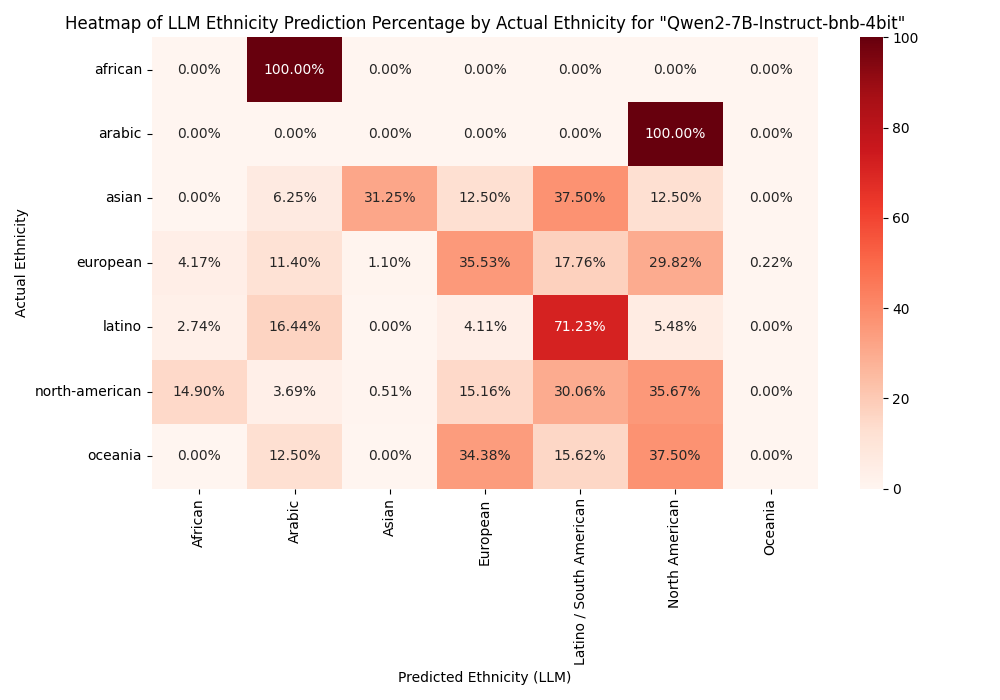 Heatmap of LLM Ethnicity Prediction Percentage by Actual Ethnicity for "Qwen2-7B-Instruct-bnb-4bit"
african 0.00% 100.00% 0.00% 0.00% 0.00% 0.00% 0.00%
arabic 0.00% 0.00% 0.00% 0.00% 0.00% 100.00% 0.00%
asian 0.00% 6.25% 31.25% 12.50% 37.50% 12.50% 0.00%
european 4.17% 11.40% 1.10% 35.53% 17.76% 29.82% 0.22%
latino 2.74% 16.44% 0.00% 4.11% 71.23% 5.48% 0.00%
north-american 14.90% 3.69% 0.51% 15.16% 30.06% 35.67% 0.00%
oceania 0.00% 12.50% 0.00% 34.38% 15.62% 37.50% 0.00%
Actual Ethnicity
African
Arabic
Asian
European
Latino / South American
North American
Oceania
Predicted Ethnicity (LLM)
100
80
60
40
20
0